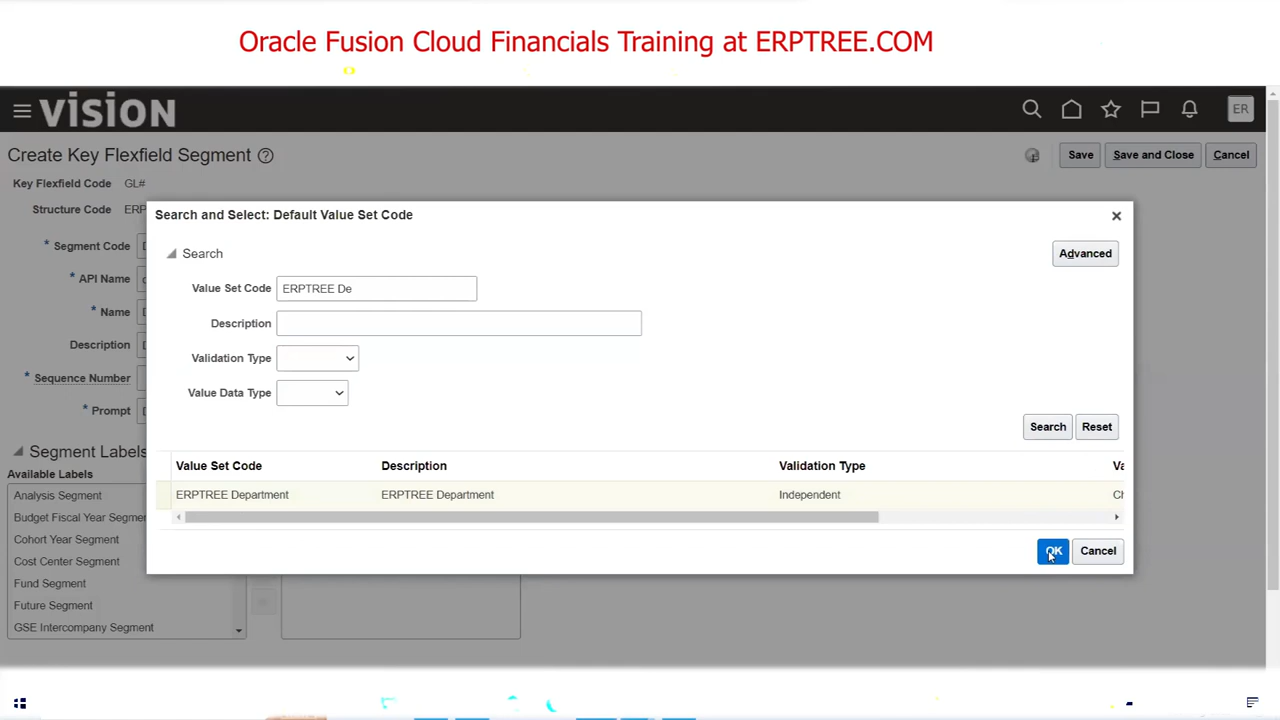 Oracle Fusion Cloud Financials Training at ERPTREE.COM
VISION
ER
Create Key Flexfield Segment ?
Save
Save and Close
Cancel
Key Flexfield Code GL#
Structure Code ERP
* Segment Code
* API Name
* Name
Description
* Sequence Number
* Prompt
Segment Labels
Available Labels
Analysis Segment
Budget Fiscal Year Segmen
Cohort Year Segment
Cost Center Segment
Fund Segment
Future Segment
GSE Intercompany Segment
Search and Select: Default Value Set Code
Search
Advanced
Value Set Code ERPTREE De
Description
Validation Type
Value Data Type
Search
Reset
Value Set Code Description Validation Type Va
ERPTREE Department ERPTREE Department Independent Ch
OK
Cancel